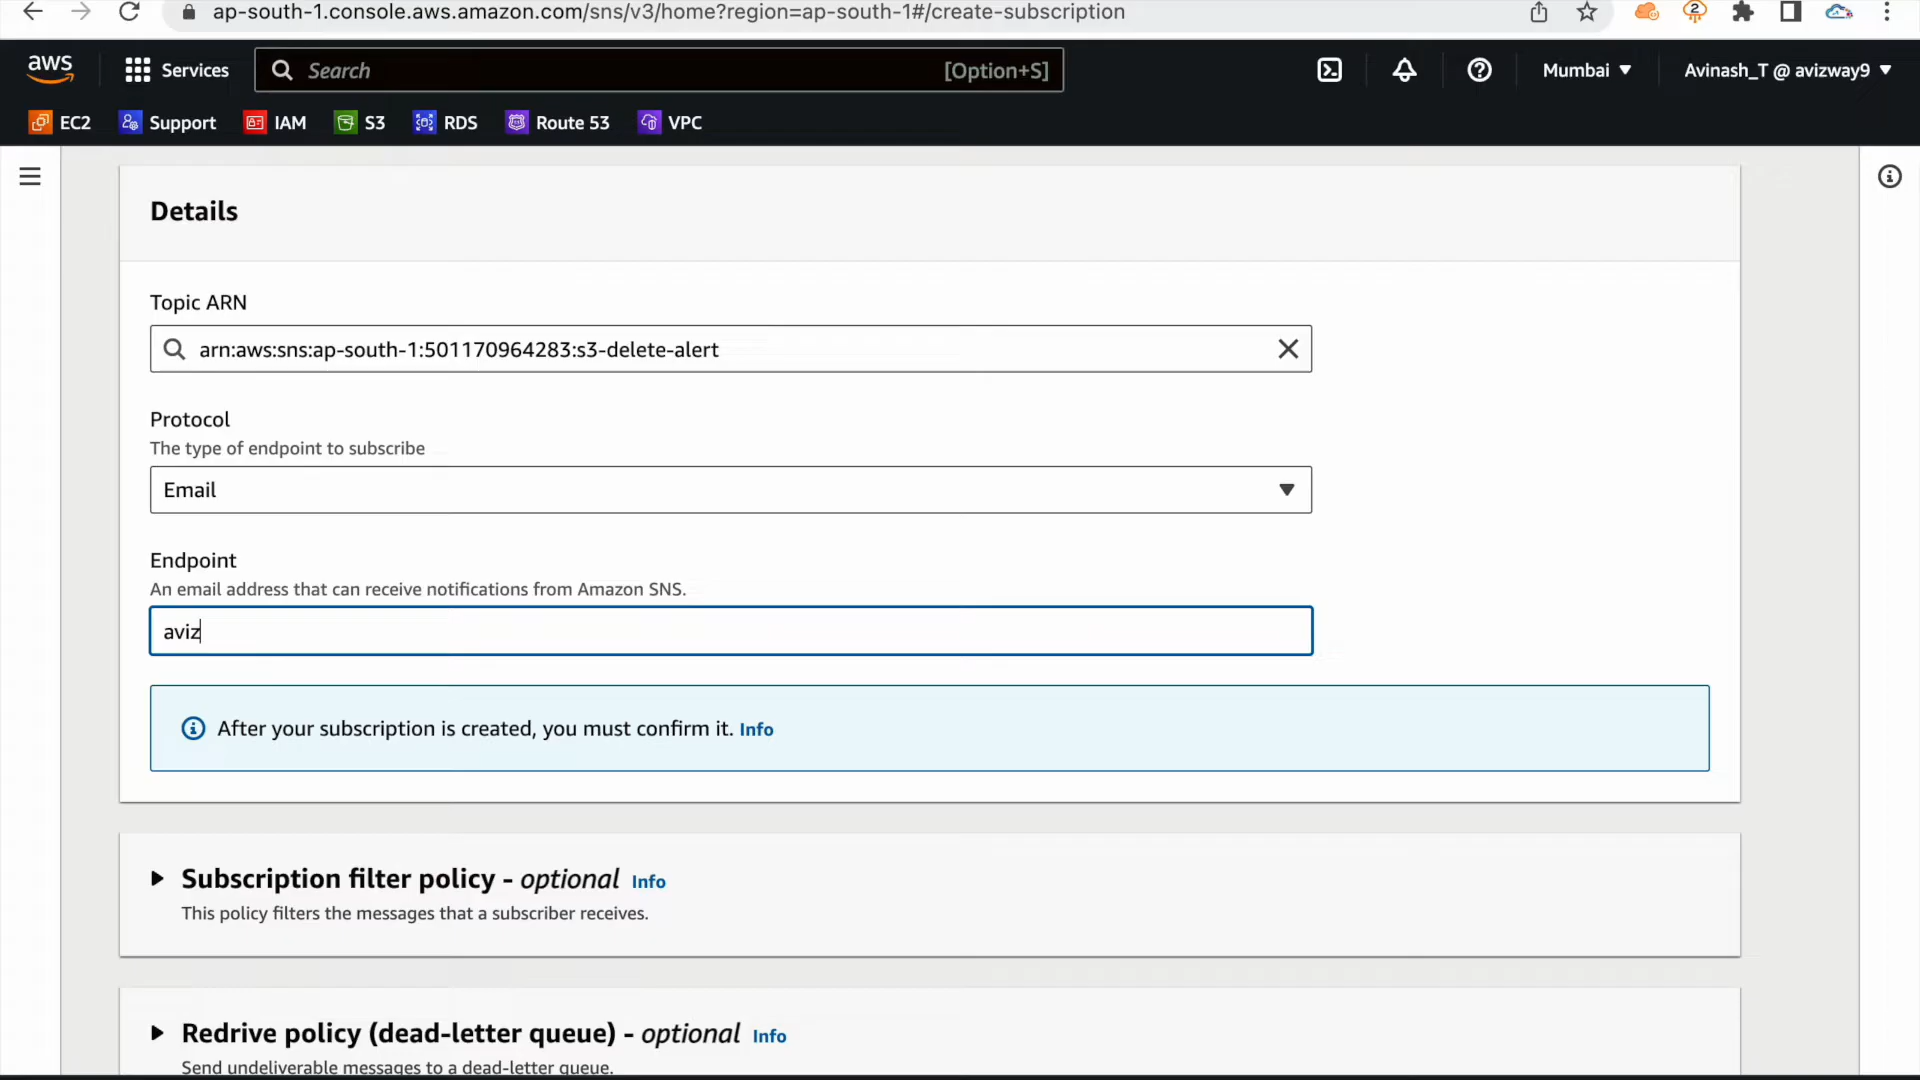 ap-south-1.console.aws.amazon.com/sns/v3/home?region=ap-south-1#/create-subscription
2
aws
Services
Search
[Option+S]
Mumbai
Avinash_T @ avizway9
EC2
Support
IAM
S3
RDS
Route 53
VPC
Details
Topic ARN
arn:aws:sns:ap-south-1:501170964283:s3-delete-alert
Protocol
The type of endpoint to subscribe
Email
Endpoint
An email address that can receive notifications from Amazon SNS.
aviz
After your subscription is created, you must confirm it. Info
Subscription filter policy - optional Info
This policy filters the messages that a subscriber receives.
Redrive policy (dead-letter queue) - optional Info
Send undeliverable messages to a dead-letter queue.